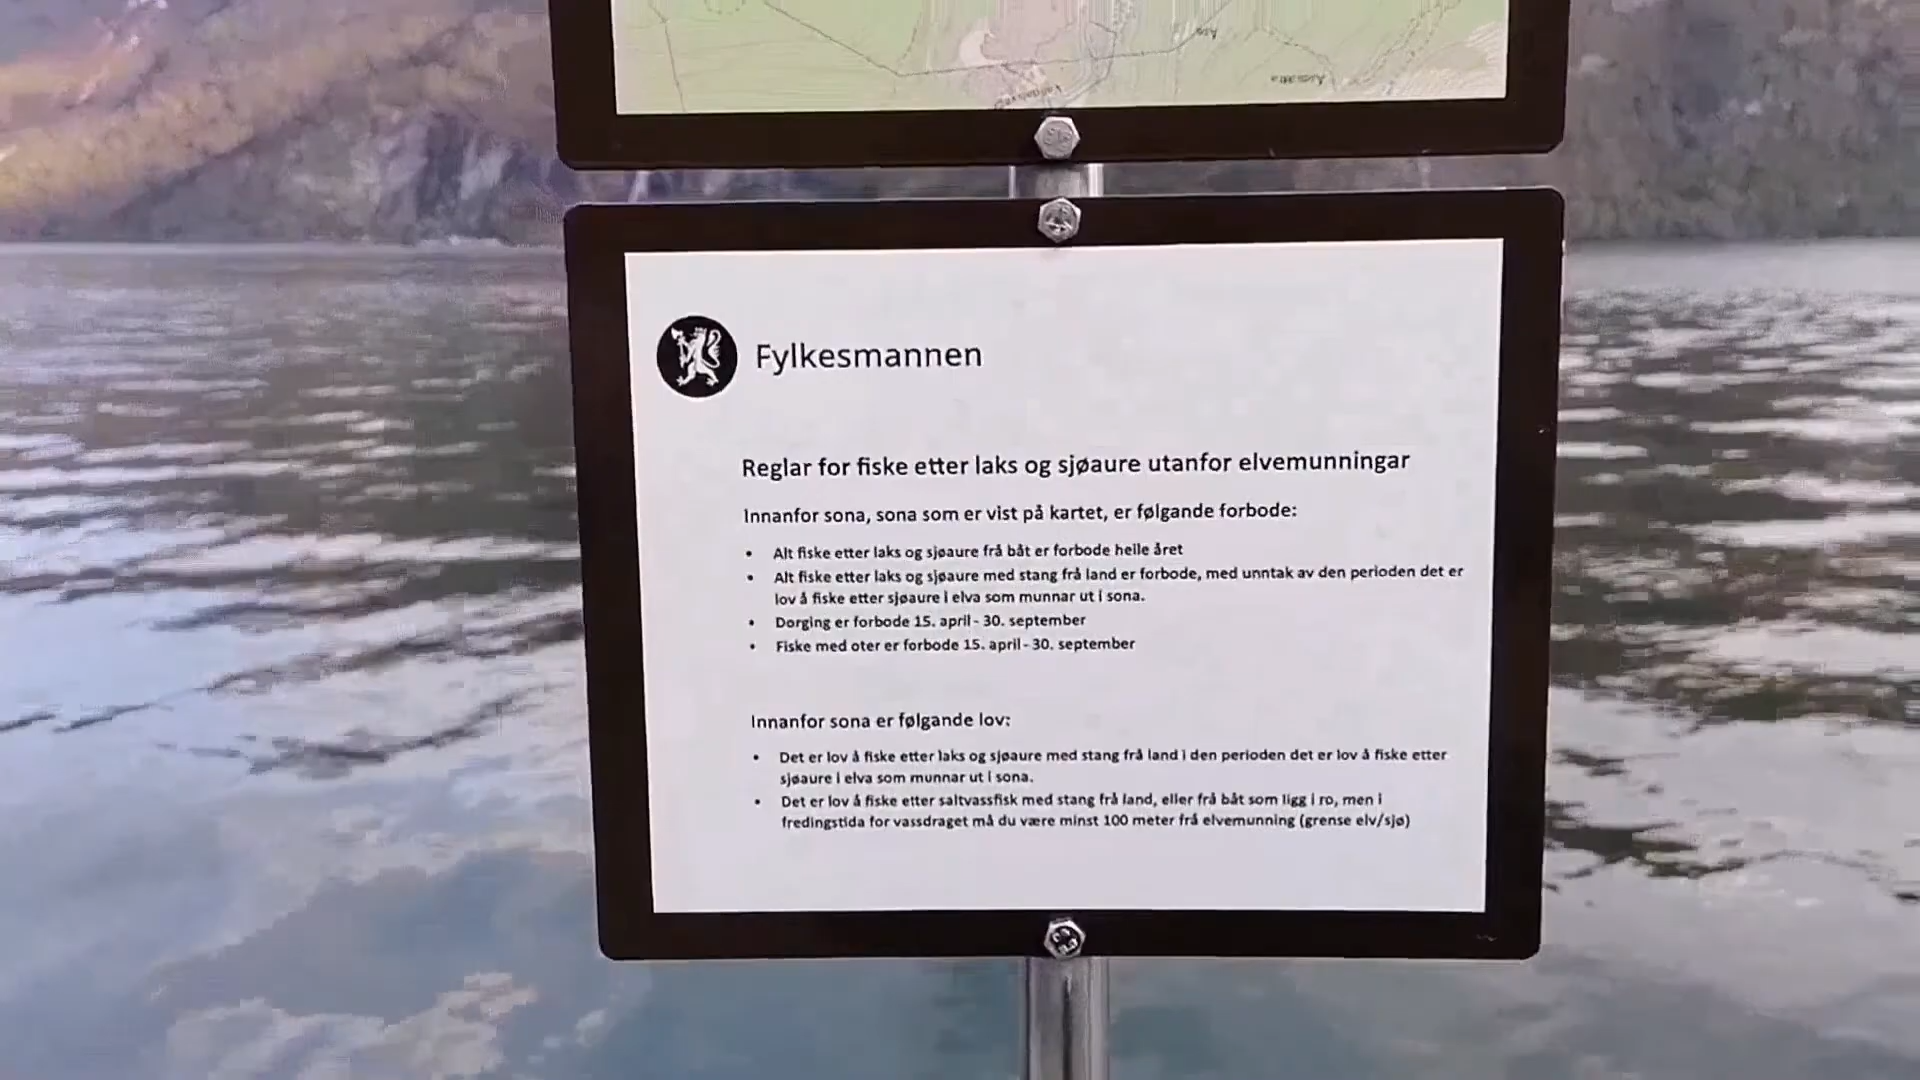 Fylkesmannen
Reglar for fiske etter laks og sjøaure utanfor elvemunningar
Innanfor sona, sona som er vist på kartet, er følgande forbode:
• Alt fiske etter laks og sjøaure frå båt er forbode heile året
• Alt fiske etter laks og sjøaure med stang frå land er forbode, med unntak av den perioden det er
lov å fiske etter sjøaure i elva som munnar ut i sona.
• Dorging er forbode 15. april - 30. september
• Fiske med oter er forbode 15. april - 30. september
Innanfor sona er følgande lov:
• Det er lov å fiske etter laks og sjøaure med stang frå land i den perioden det er lov å fiske etter
sjøaure i elva som munnar ut i sona.
• Det er lov å fiske etter saltvassfisk med stang frå land, eller frå båt som ligg i ro, men i
fredingstida for vassdraget må du være minst 100 meter frå elvemunning (grense elv/sjø)